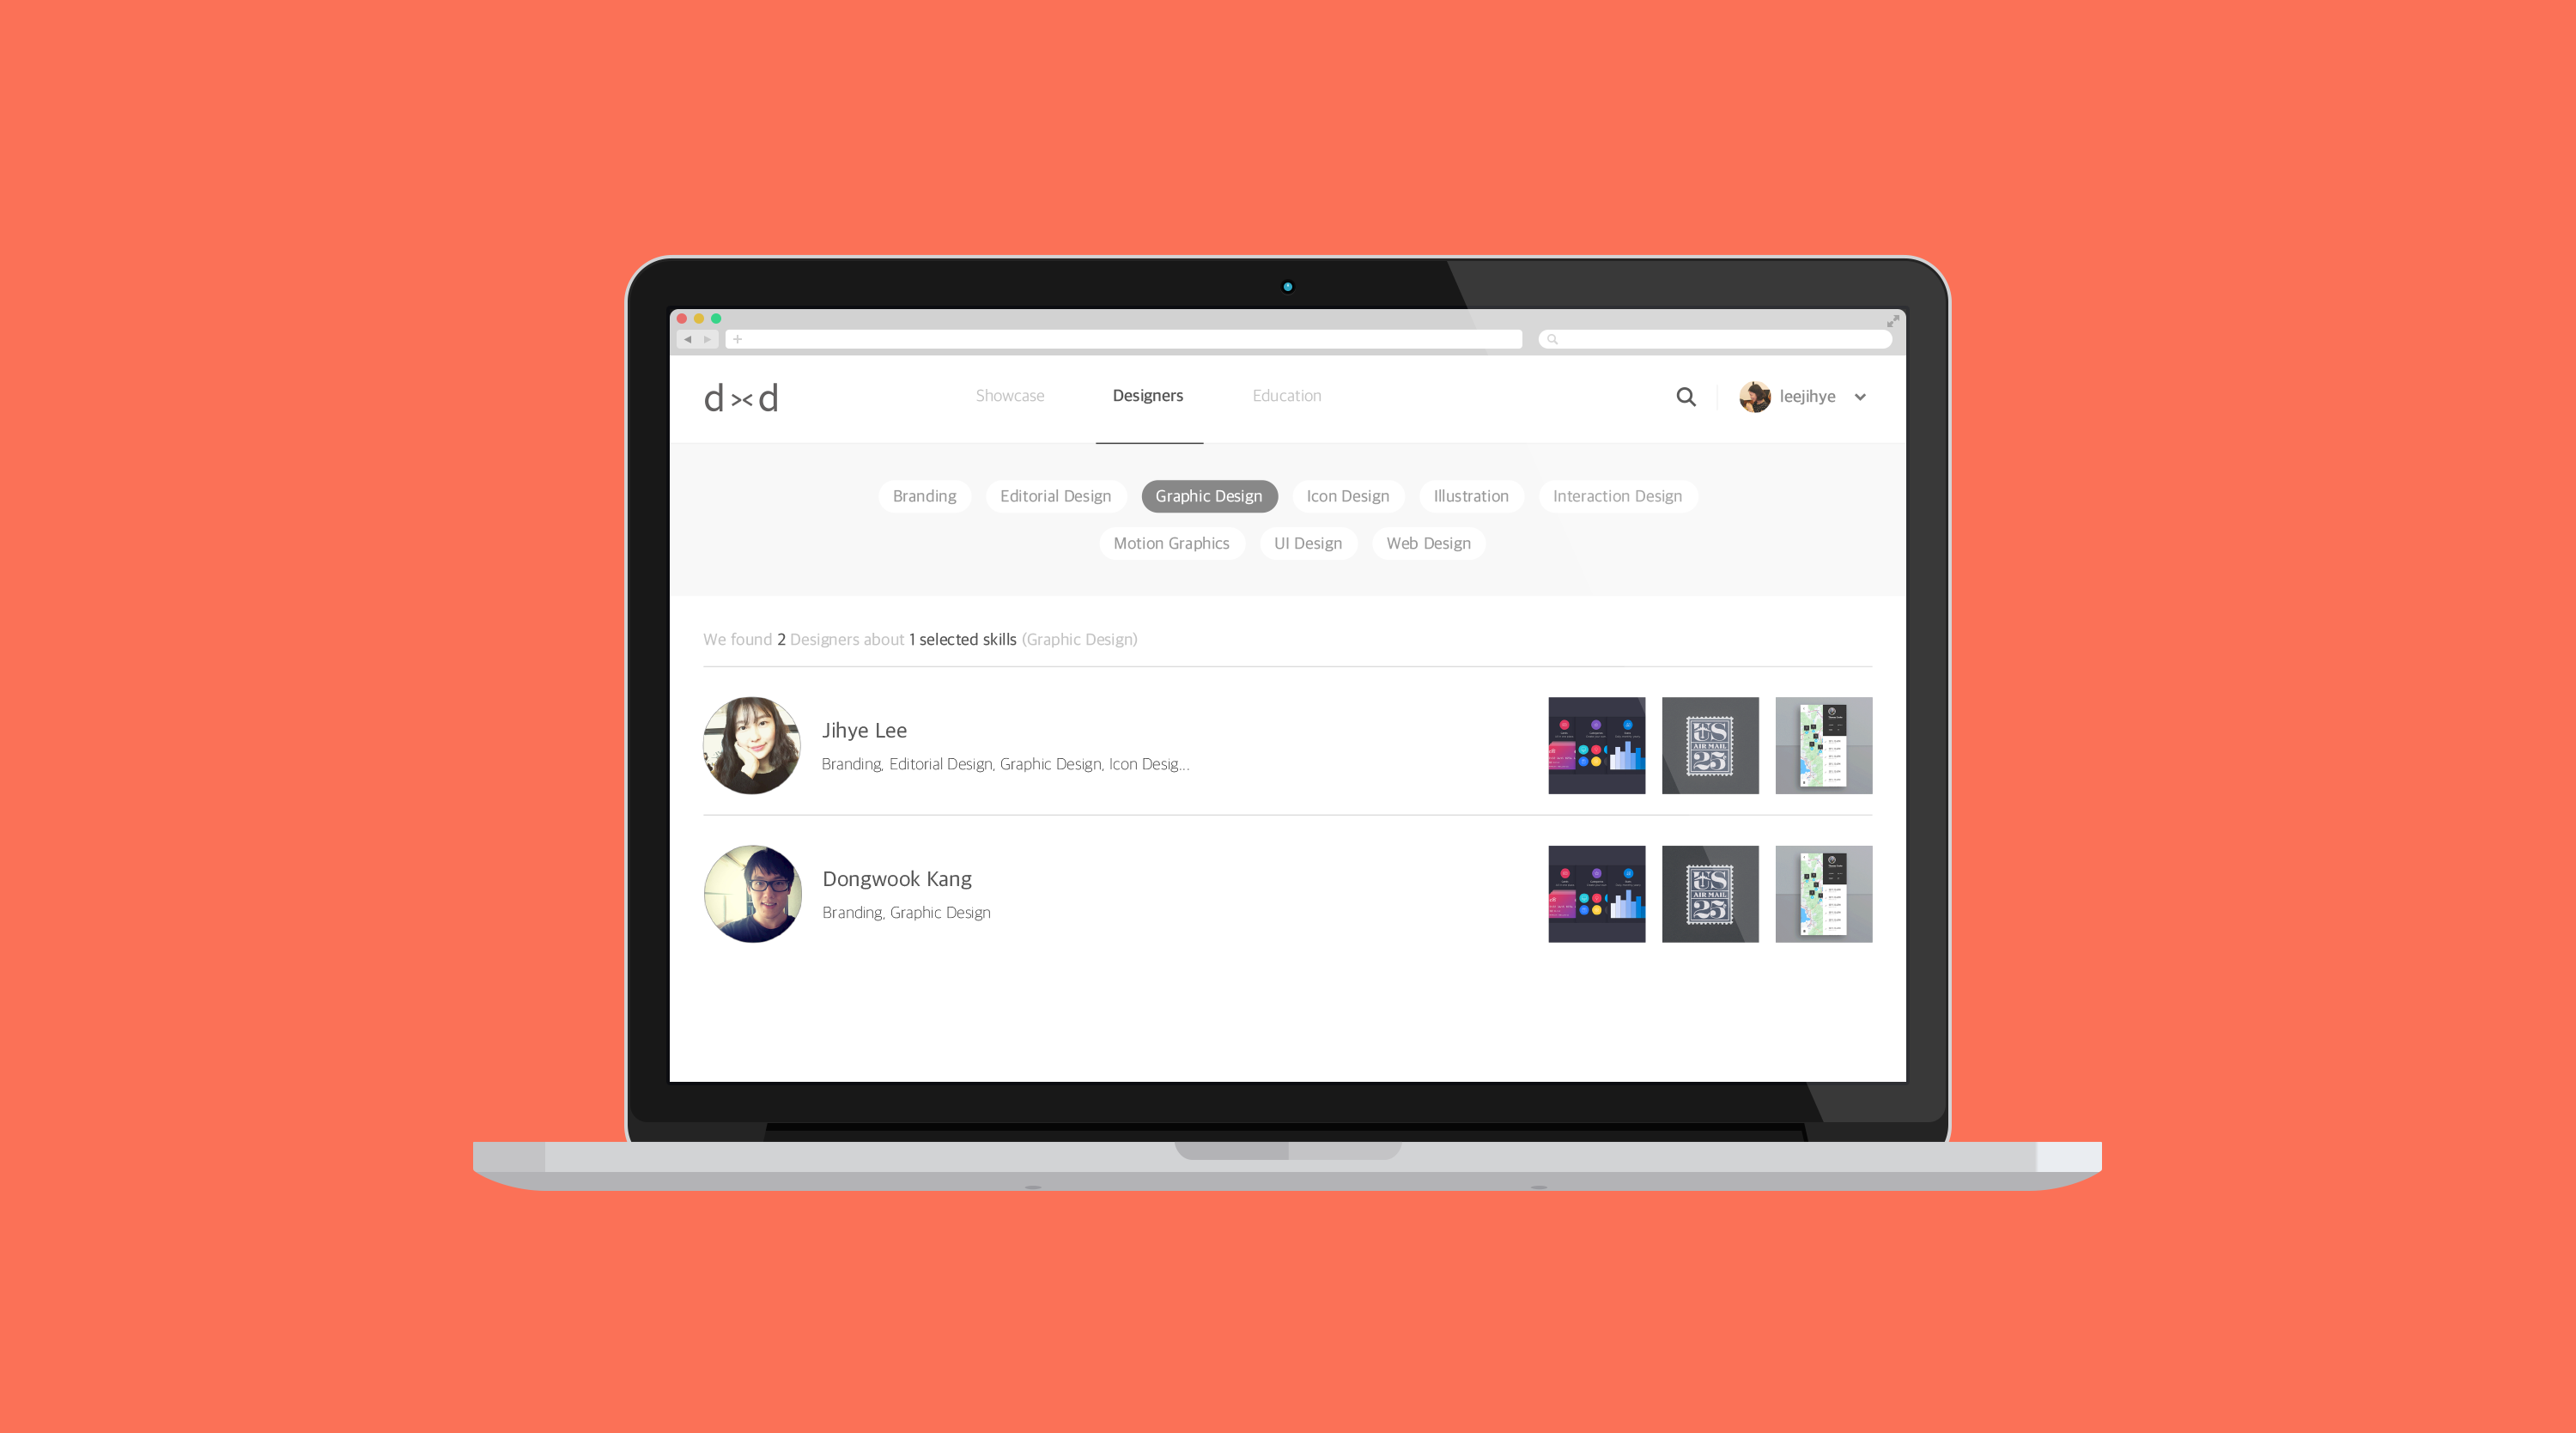 d><d
Showcase
Designers
Education
leejihye
Branding
Editorial Design
Graphic Design
Icon Design
Illustration
Interaction Design
Motion Graphics
UI Design
Web Design
We found 2 Designers about 1 selected skills (Graphic Design)
Jihye Lee
Branding, Editorial Design, Graphic Design, Icon Desig...
US
AIR MAIL
25
Dongwook Kang
Branding, Graphic Design
US
AIR MAIL
25